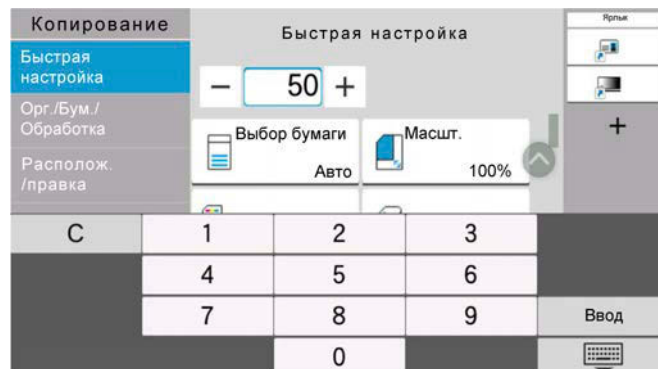 Копирование
Быстрая
настройка
Орг./Бум./
Обработка
Располож.
/правка
Быстрая настройка
− 50 +
Выбор бумаги
Авто
Масшт.
100%
Ярлык
+
C 1 2 3
4 5 6
7 8 9 Ввод
0